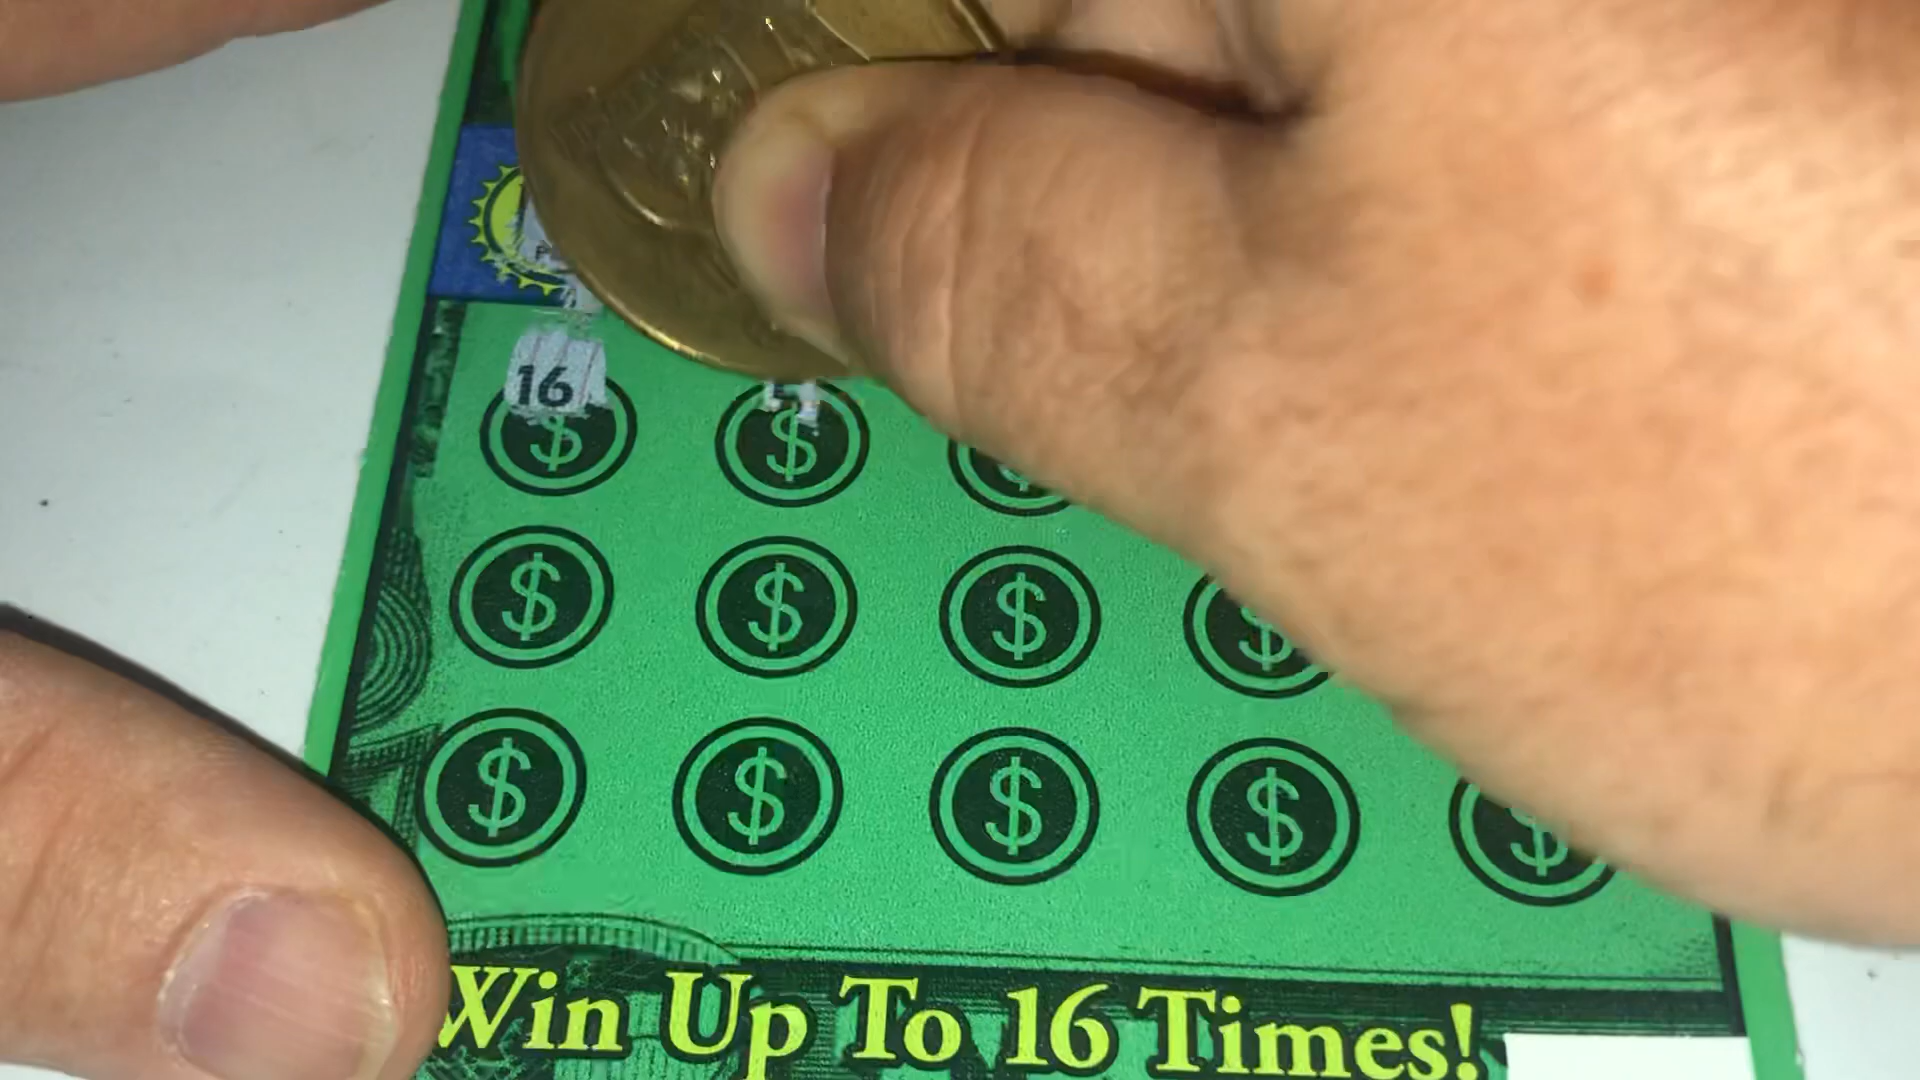 16
$ $ $
$ $ $ $
$ $ $ $ $
Win Up To 16 Times!